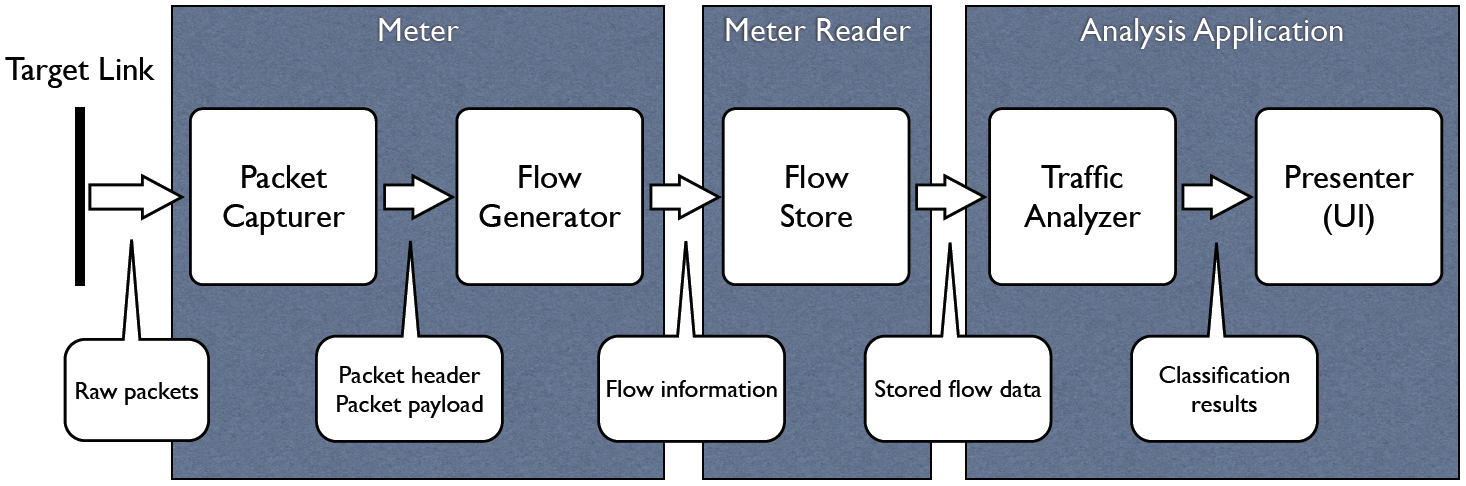 Meter
Meter Reader
Analysis Application
Target Link
Packet
Capturer
Flow
Generator
Flow
Store
Traffic
Analyzer
Presenter
(UI)
Raw packets
Packet header
Packet payload
Flow information
Stored flow data
Classification
results